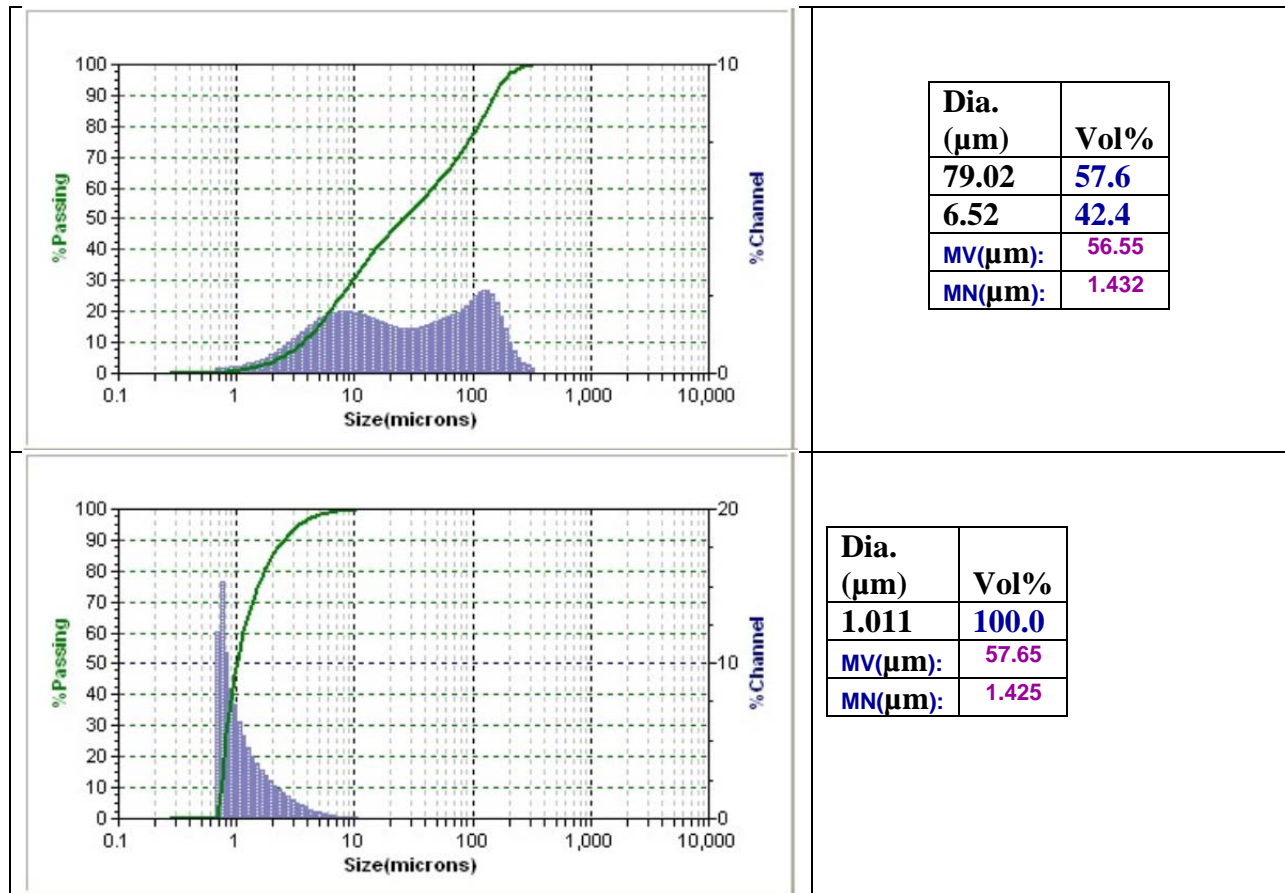 100
90
80
70
60
50
40
30
20
10
0
%Passing
10
0
%Channel
0.1 1 10 100 1,000 10,000
Size(microns)
Dia.
(µm) Vol%
79.02 57.6
6.52 42.4
MV(µm): 56.55
MN(µm): 1.432
100
90
80
70
60
50
40
30
20
10
0
%Passing
20
10
0
%Channel
0.1 1 10 100 1,000 10,000
Size(microns)
Dia.
(µm) Vol%
1.011 100.0
MV(µm): 57.65
MN(µm): 1.425